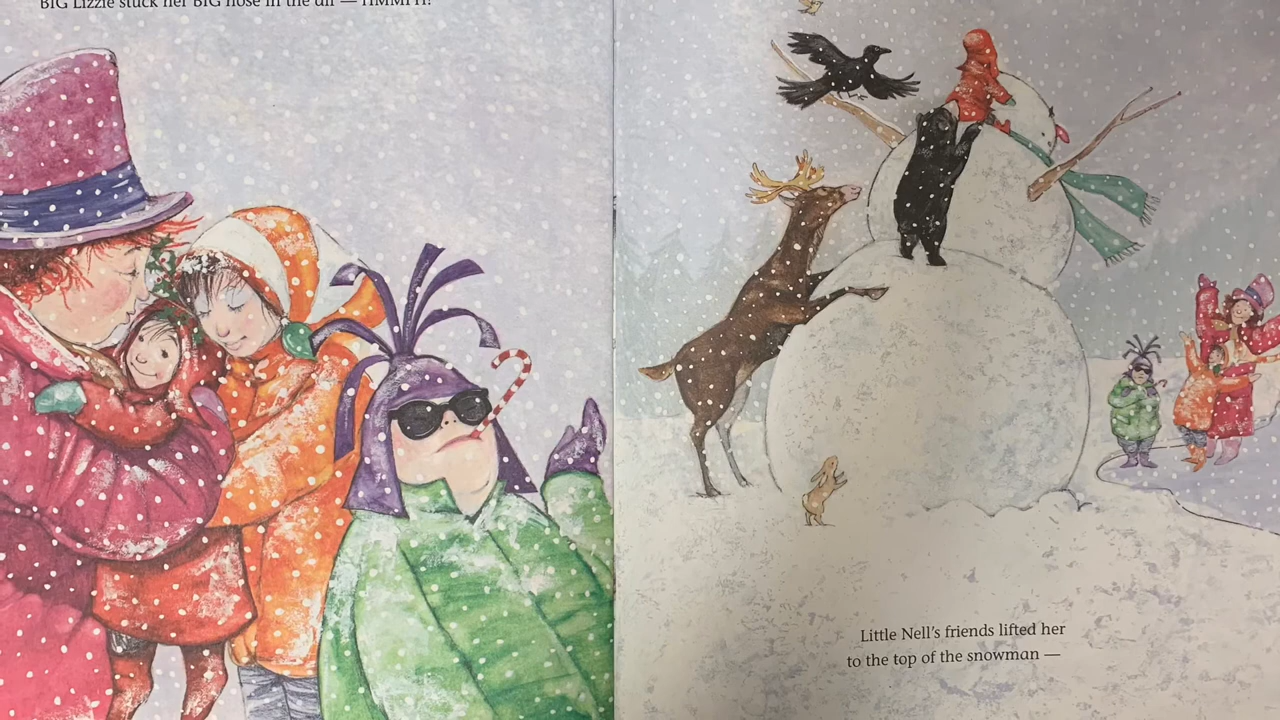 BIG Lizzie stuck her BIG nose in the air — HMMPH!
Little Nell's friends lifted her
to the top of the snowman —